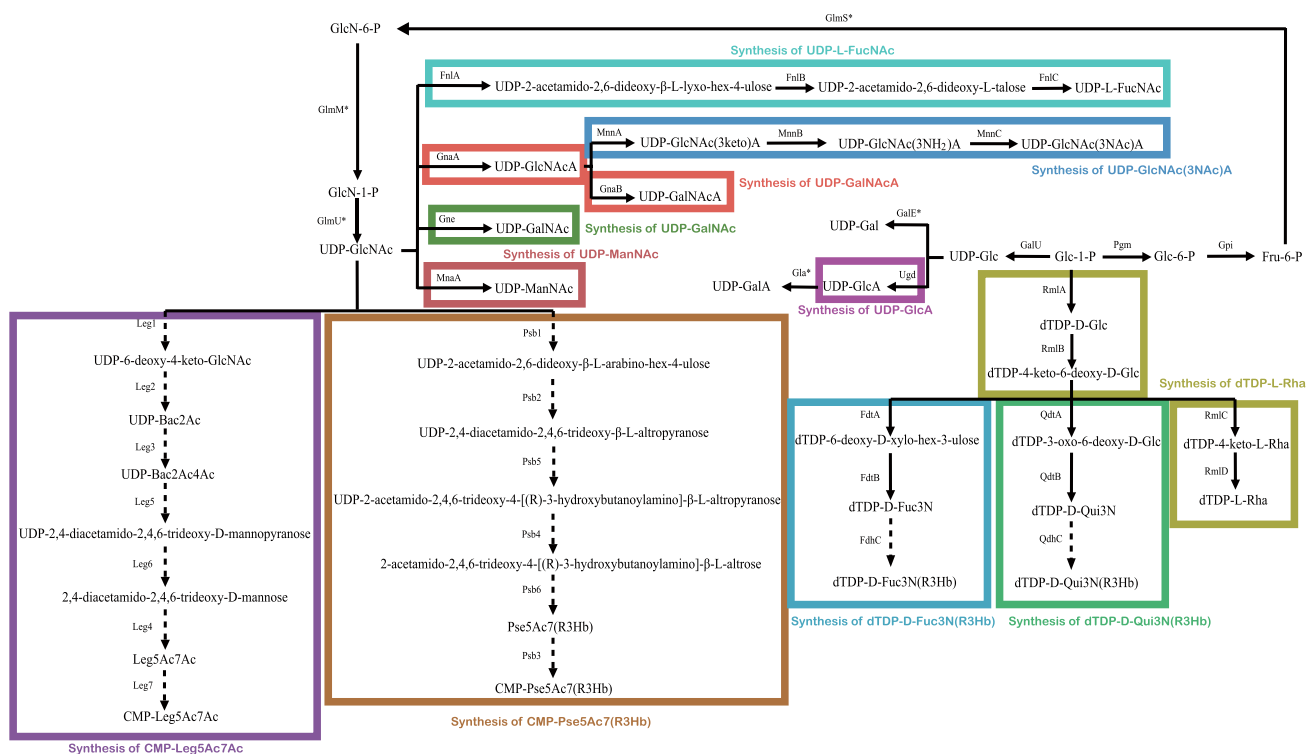 GlmS*
GlcN-6-P
Synthesis of UDP-L-FucNAc
FnlA
UDP-2-acetamido-2,6-dideoxy-β-L-lyxo-hex-4-ulose
FnlB
UDP-2-acetamido-2,6-dideoxy-L-talose
FnlC
UDP-L-FucNAc
GlmM*
MnnA
UDP-GlcNAc(3keto)A
MnnB
UDP-GlcNAc(3NH₂)A
MnnC
UDP-GlcNAc(3NAc)A
GnaA
UDP-GlcNAcA
Synthesis of UDP-GlcNAc(3NAc)A
Synthesis of UDP-GalNAcA
GnaB
UDP-GalNAcA
GlcN-1-P
GlmU*
UDP-GlcNAc
Gne
UDP-GalNAc
Synthesis of UDP-GalNAc
Synthesis of UDP-ManNAc
MnaA
UDP-ManNAc
UDP-Gal
GalE*
UDP-Glc
GalU
Glc-1-P
Pgm
Glc-6-P
Gpi
Fru-6-P
UDP-GalA
Gla*
UDP-GlcA
Ugd
Synthesis of UDP-GlcA
RmlA
dTDP-D-Glc
RmlB
dTDP-4-keto-6-deoxy-D-Glc
Synthesis of dTDP-L-Rha
Leg1
UDP-6-deoxy-4-keto-GlcNAc
Leg2
UDP-Bac2Ac
Leg3
UDP-Bac2Ac4Ac
Leg5
UDP-2,4-diacetamido-2,4,6-trideoxy-D-mannopyranose
Leg6
2,4-diacetamido-2,4,6-trideoxy-D-mannose
Leg4
Leg5Ac7Ac
Leg7
CMP-Leg5Ac7Ac
Synthesis of CMP-Leg5Ac7Ac
Psb1
UDP-2-acetamido-2,6-dideoxy-β-L-arabino-hex-4-ulose
Psb2
UDP-2,4-diacetamido-2,4,6-trideoxy-β-L-altropyranose
Psb5
UDP-2-acetamido-2,4,6-trideoxy-4-[(R)-3-hydroxybutanoylamino]-β-L-altropyranose
Psb4
2-acetamido-2,4,6-trideoxy-4-[(R)-3-hydroxybutanoylamino]-β-L-altrose
Psb6
Pse5Ac7(R3Hb)
Psb3
CMP-Pse5Ac7(R3Hb)
Synthesis of CMP-Pse5Ac7(R3Hb)
FdtA
dTDP-6-deoxy-D-xylo-hex-3-ulose
FdtB
dTDP-D-Fuc3N
FdhC
dTDP-D-Fuc3N(R3Hb)
Synthesis of dTDP-D-Fuc3N(R3Hb)
QdtA
dTDP-3-oxo-6-deoxy-D-Glc
QdtB
dTDP-D-Qui3N
QdhC
dTDP-D-Qui3N(R3Hb)
Synthesis of dTDP-D-Qui3N(R3Hb)
RmlC
dTDP-4-keto-L-Rha
RmlD
dTDP-L-Rha